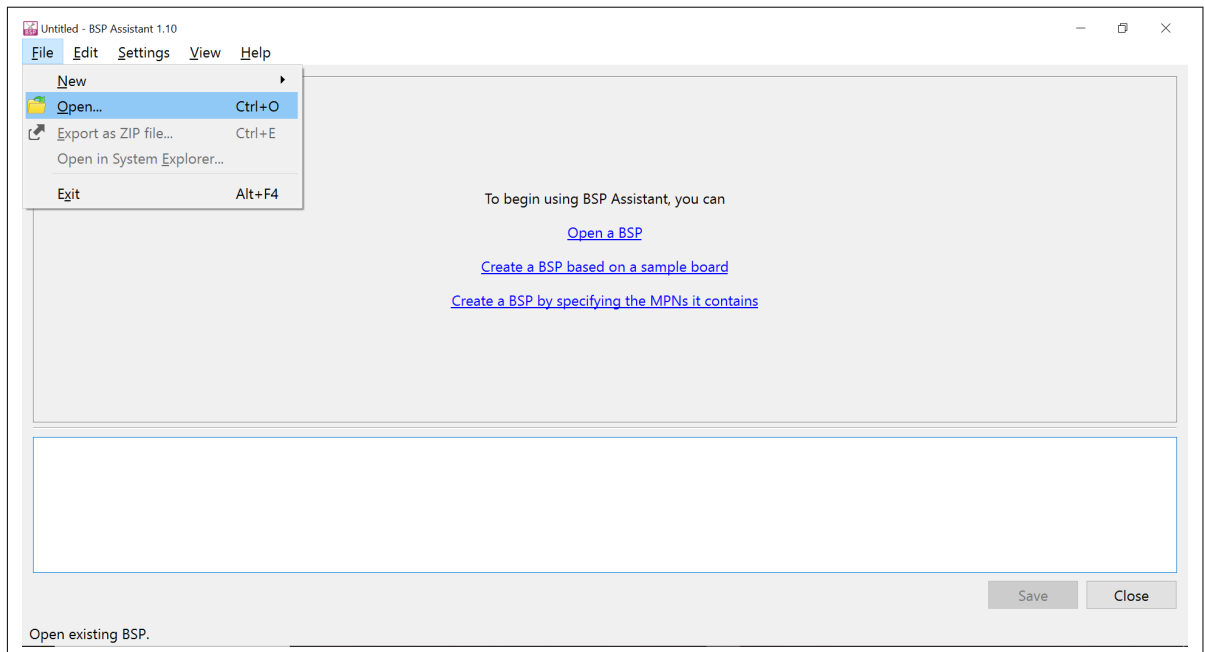 Untitled - BSP Assistant 1.10
File Edit Settings View Help
New
Open... Ctrl+O
Export as ZIP file... Ctrl+E
Open in System Explorer...
Exit Alt+F4
To begin using BSP Assistant, you can
Open a BSP
Create a BSP based on a sample board
Create a BSP by specifying the MPNs it contains
Save Close
Open existing BSP.